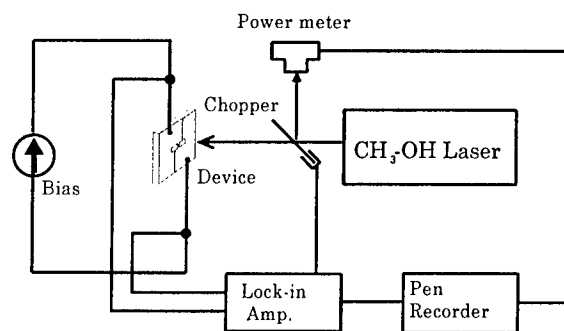 Power meter
Chopper
CH₃-OH Laser
Bias
Device
Lock-in
Amp.
Pen
Recorder